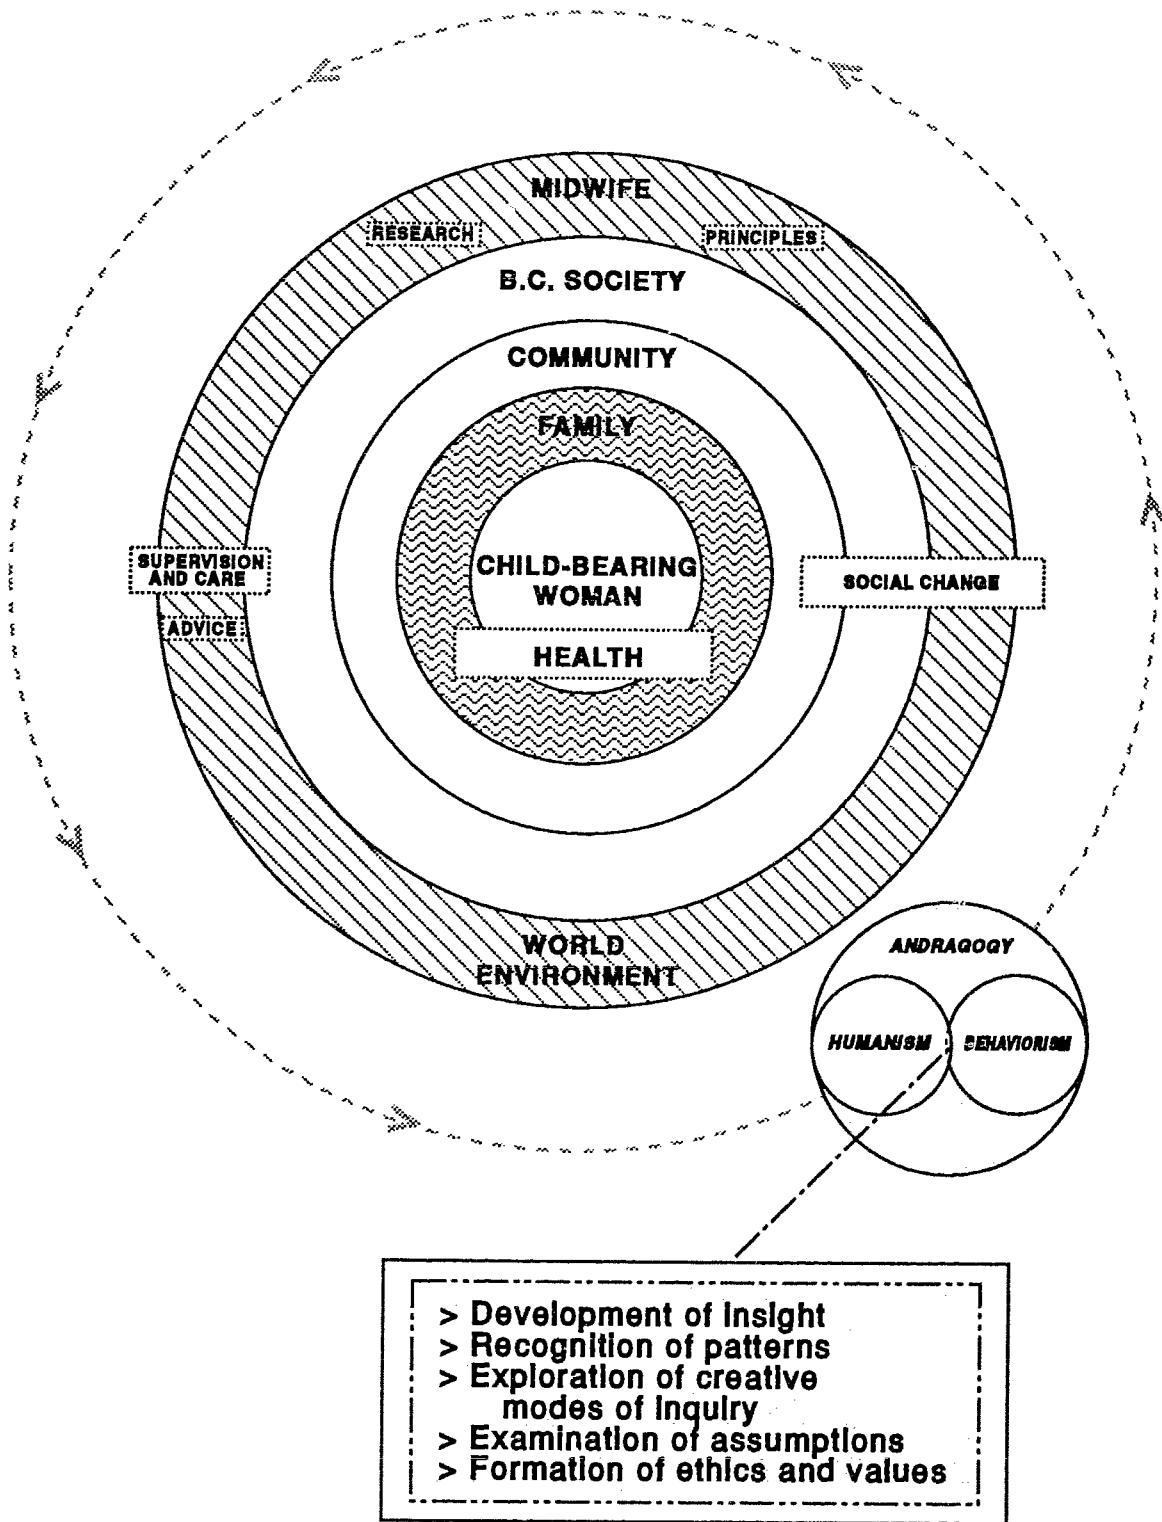 MIDWIFE
RESEARCH
PRINCIPLES
B.C. SOCIETY
COMMUNITY
FAMILY
CHILD-BEARING
WOMAN
HEALTH
SUPERVISION
AND CARE
ADVICE
SOCIAL CHANGE
WORLD
ENVIRONMENT
ANDRAGOGY
HUMANISM
BEHAVIORISM
> Development of insight
> Recognition of patterns
> Exploration of creative
modes of inquiry
> Examination of assumptions
> Formation of ethics and values